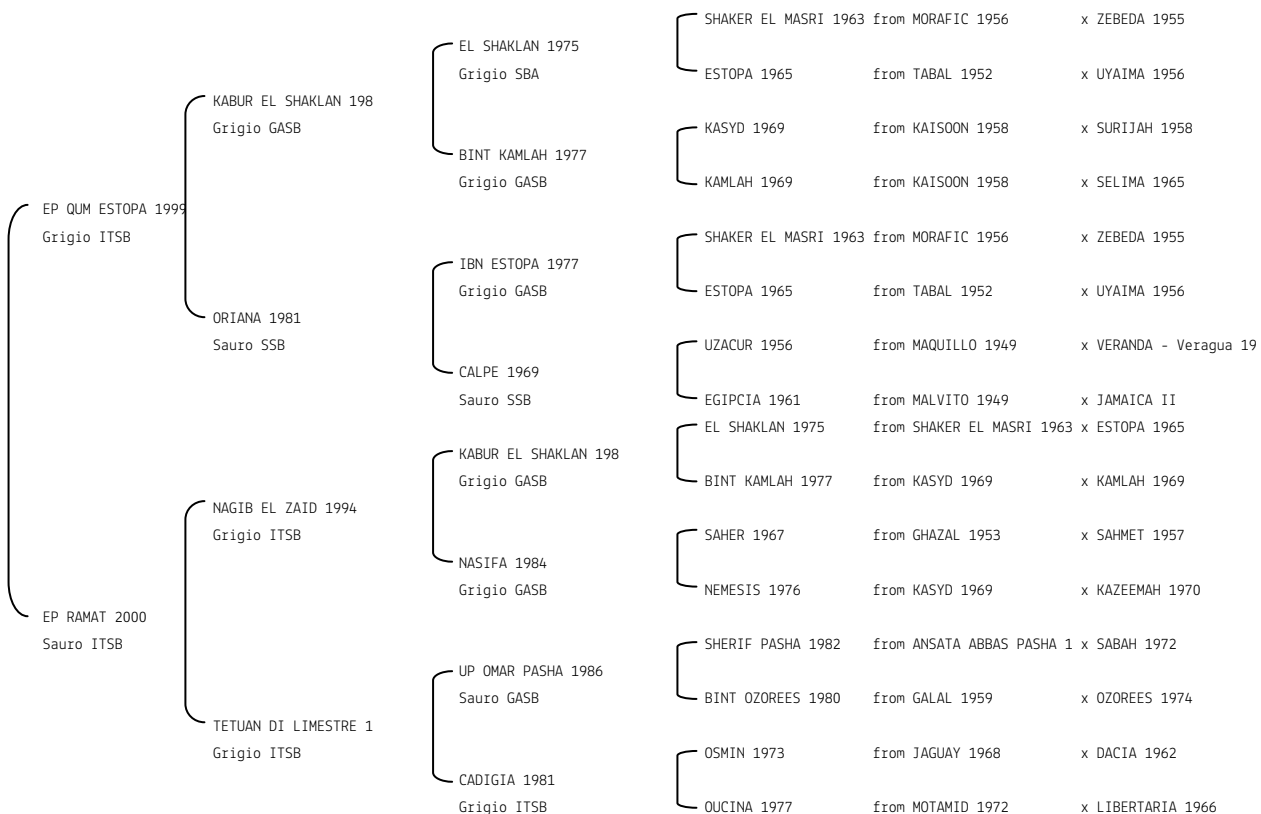 SHAKER EL MASRI 1963 from MORAFIC 1956 x ZEBEDA 1955
EL SHAKLAN 1975
Grigio SBA
ESTOPA 1965 from TABAL 1952 x UYAIMA 1956
KABUR EL SHAKLAN 198
Grigio GASB
KASYD 1969 from KAISOON 1958 x SURIJAH 1958
BINT KAMLAH 1977
Grigio GASB
KAMLAH 1969 from KAISOON 1958 x SELIMA 1965
EP QUM ESTOPA 1999
Grigio ITSB
SHAKER EL MASRI 1963 from MORAFIC 1956 x ZEBEDA 1955
IBN ESTOPA 1977
Grigio GASB
ESTOPA 1965 from TABAL 1952 x UYAIMA 1956
ORIANA 1981
Sauro SSB
UZACUR 1956 from MAQUILLO 1949 x VERANDA - Veragua 19
CALPE 1969
Sauro SSB
EGIPCIA 1961 from MALVITO 1949 x JAMAICA II
EL SHAKLAN 1975 from SHAKER EL MASRI 1963 x ESTOPA 1965
KABUR EL SHAKLAN 198
Grigio GASB
BINT KAMLAH 1977 from KASYD 1969 x KAMLAH 1969
NAGIB EL ZAID 1994
Grigio ITSB
SAHER 1967 from GHAZAL 1953 x SAHMET 1957
NASIFA 1984
Grigio GASB
NEMESIS 1976 from KASYD 1969 x KAZEEMAH 1970
EP RAMAT 2000
Sauro ITSB
SHERIF PASHA 1982 from ANSATA ABBAS PASHA 1 x SABAH 1972
UP OMAR PASHA 1986
Sauro GASB
BINT OZOREES 1980 from GALAL 1959 x OZOREES 1974
TETUAN DI LIMESTRE 1
Grigio ITSB
OSMIN 1973 from JAGUAY 1968 x DACIA 1962
CADIGIA 1981
Grigio ITSB
OUCINA 1977 from MOTAMID 1972 x LIBERTARIA 1966